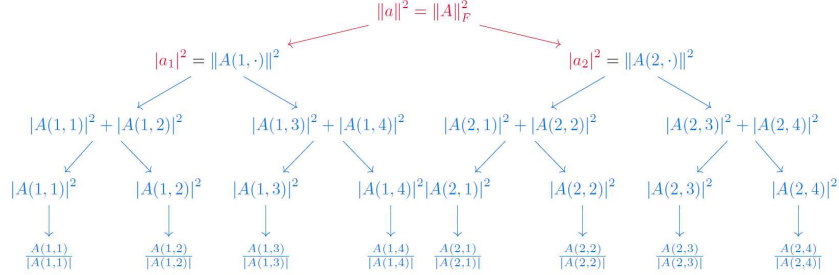 ‖a‖² = ‖A‖²_F
|a₁|² = ‖A(1,·)‖² |a₂|² = ‖A(2,·)‖²
|A(1,1)|² + |A(1,2)|² |A(1,3)|² + |A(1,4)|² |A(2,1)|² + |A(2,2)|² |A(2,3)|² + |A(2,4)|²
|A(1,1)|² |A(1,2)|² |A(1,3)|² |A(1,4)|² |A(2,1)|² |A(2,2)|² |A(2,3)|² |A(2,4)|²
A(1,1)/|A(1,1)| A(1,2)/|A(1,2)| A(1,3)/|A(1,3)| A(1,4)/|A(1,4)| A(2,1)/|A(2,1)| A(2,2)/|A(2,2)| A(2,3)/|A(2,3)| A(2,4)/|A(2,4)|